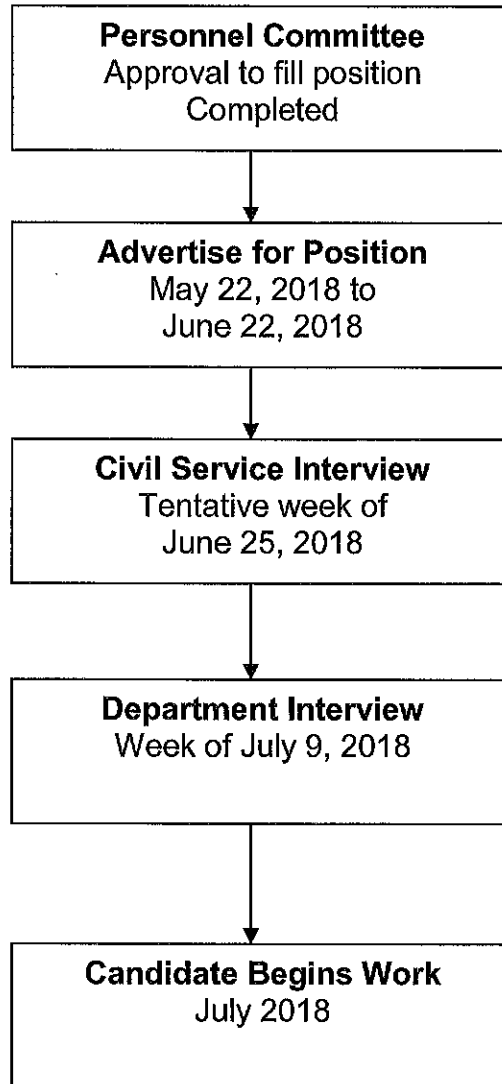 Personnel Committee
Approval to fill position
Completed
Advertise for Position
May 22, 2018 to
June 22, 2018
Civil Service Interview
Tentative week of
June 25, 2018
Department Interview
Week of July 9, 2018
Candidate Begins Work
July 2018